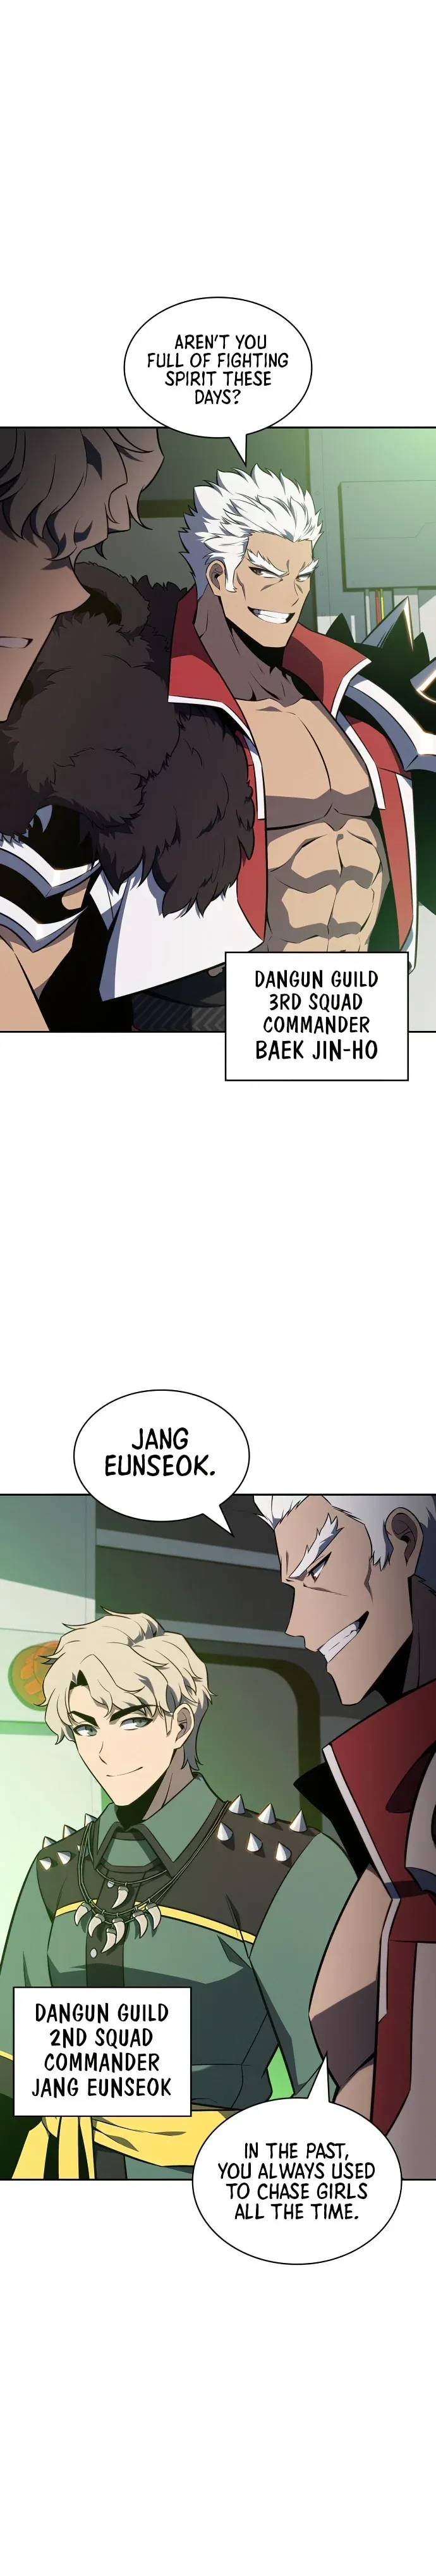 AREN'T YOU
FULL OF FIGHTING
SPIRIT THESE
DAYS?
DANGUN GUILD
3RD SQUAD
COMMANDER
BAEK JIN-HO
JANG
EUNSEOK.
DANGUN GUILD
2ND SQUAD
COMMANDER
JANG EUNSEOK
IN THE PAST,
YOU ALWAYS USED
TO CHASE GIRLS
ALL THE TIME.